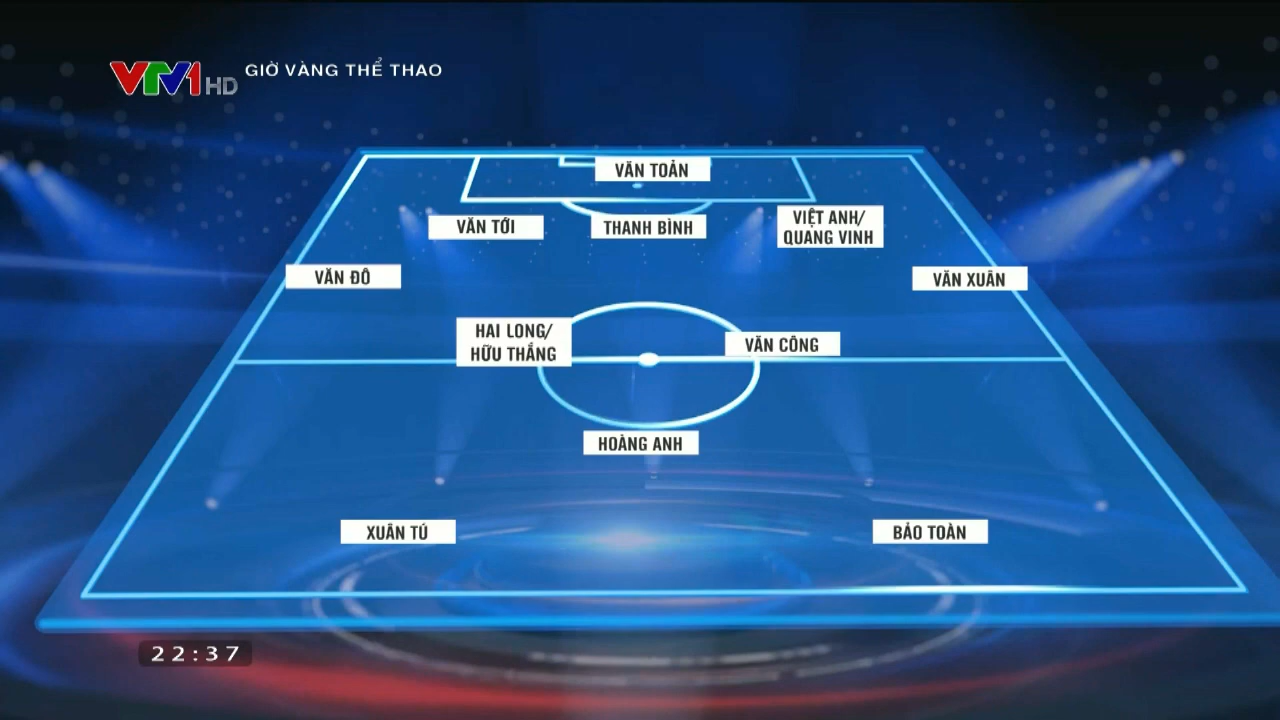 VTV1 HD
GIỜ VÀNG THỂ THAO
VĂN TOẢN
VĂN TỚI
THANH BÌNH
VIỆT ANH/
QUANG VINH
VĂN ĐÔ
VĂN XUÂN
HAI LONG/
HỮU THẮNG
VĂN CÔNG
HOÀNG ANH
XUÂN TÚ
BẢO TOÀN
22:37